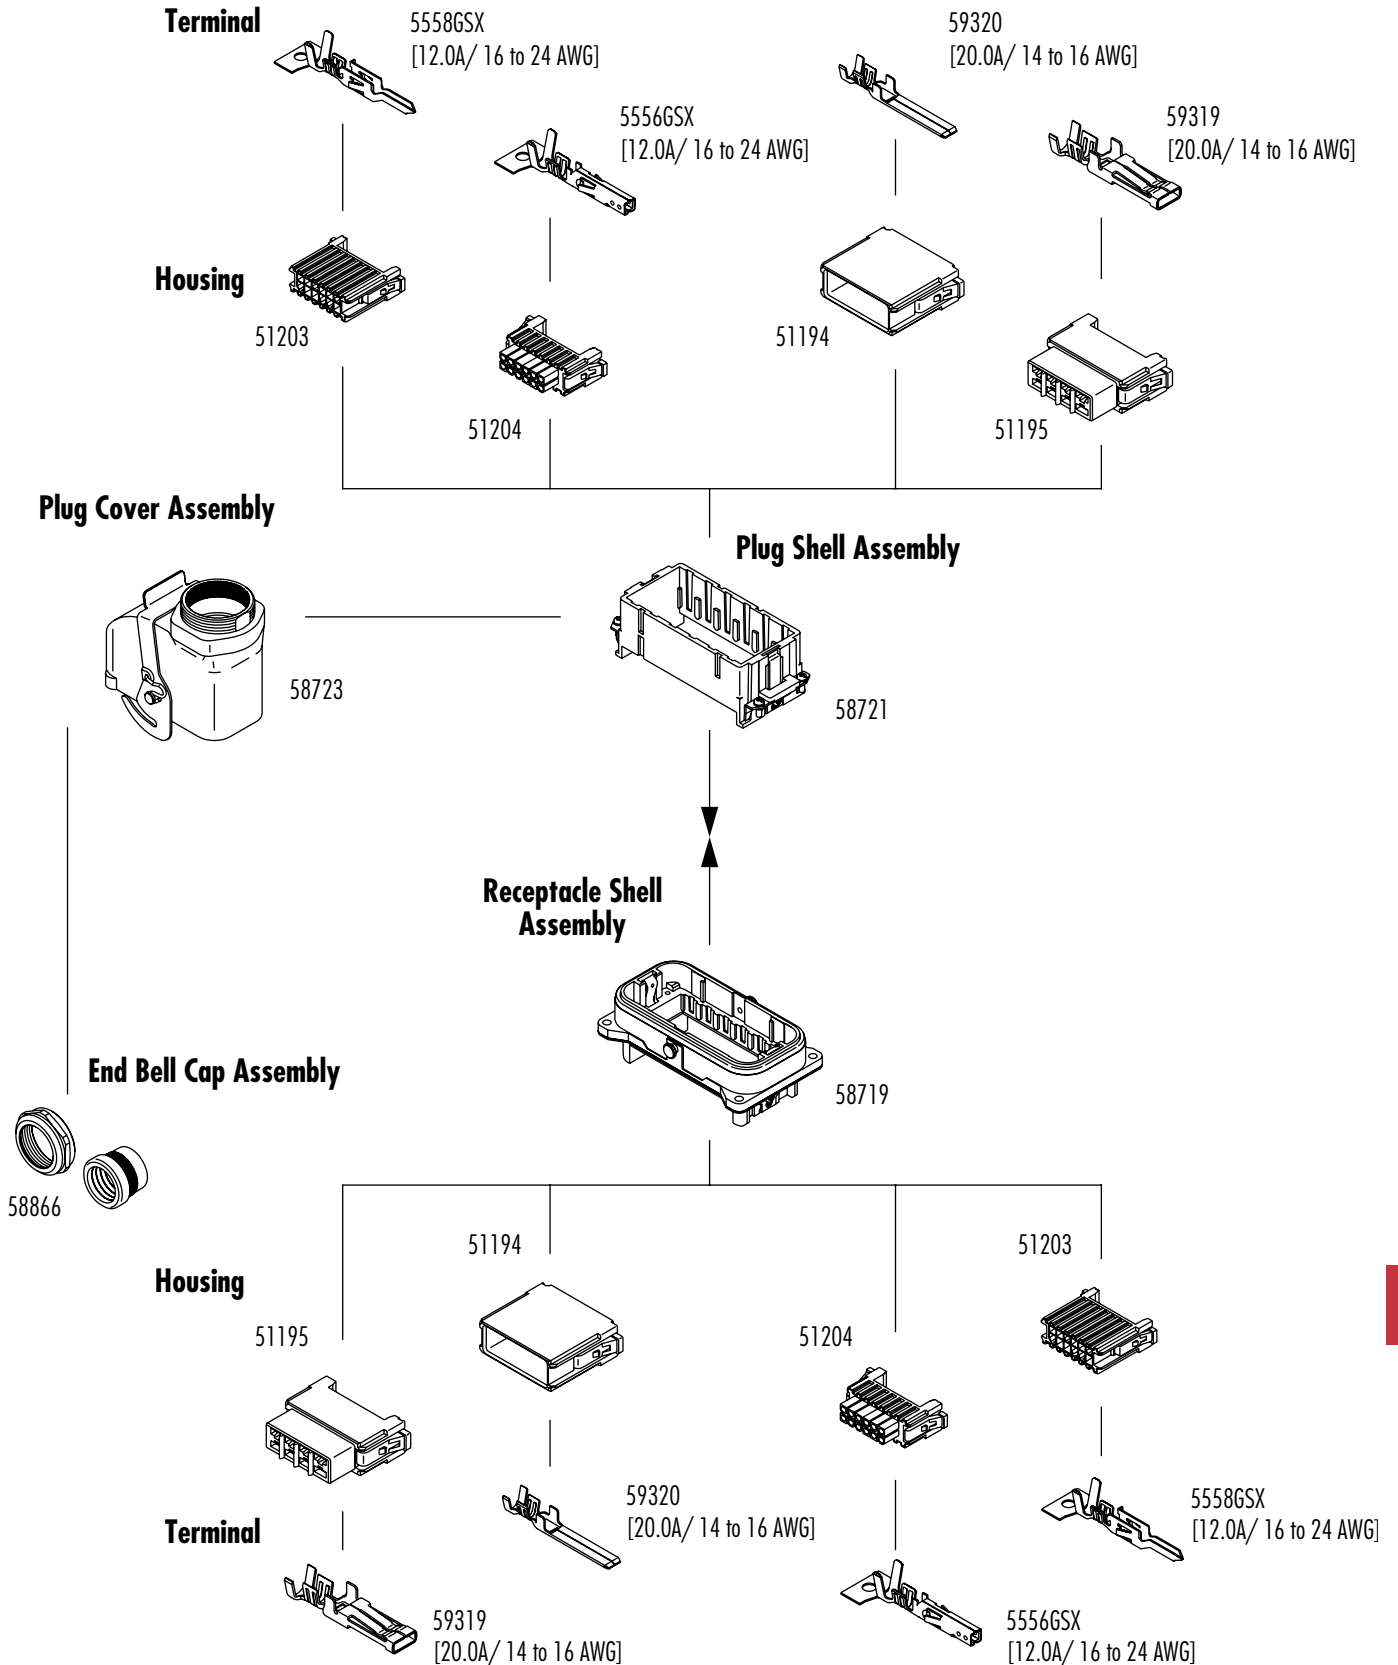 Terminal
5558GSX
[12.0A/ 16 to 24 AWG]
59320
[20.0A/ 14 to 16 AWG]
5556GSX
[12.0A/ 16 to 24 AWG]
59319
[20.0A/ 14 to 16 AWG]
Housing
51203
51194
51204
51195
Plug Cover Assembly
Plug Shell Assembly
58723
58721
Receptacle Shell
Assembly
End Bell Cap Assembly
58719
58866
51194
51203
Housing
51195
51204
59320
[20.0A/ 14 to 16 AWG]
5558GSX
[12.0A/ 16 to 24 AWG]
Terminal
59319
[20.0A/ 14 to 16 AWG]
5556GSX
[12.0A/ 16 to 24 AWG]